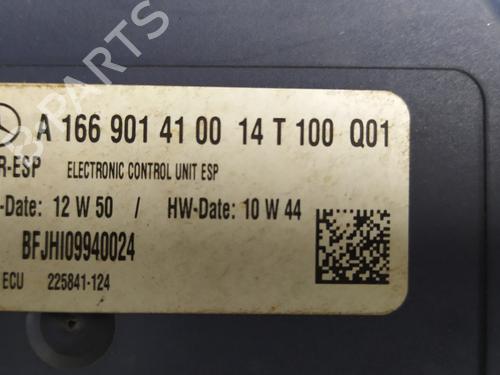 A 166 901 41 00 14 T 100 Q01
R-ESP ELECTRONIC CONTROL UNIT ESP
-Date: 12 W 50 / HW-Date: 10 W 44
BFJHI09940024
ECU 225841-124
B PARTS